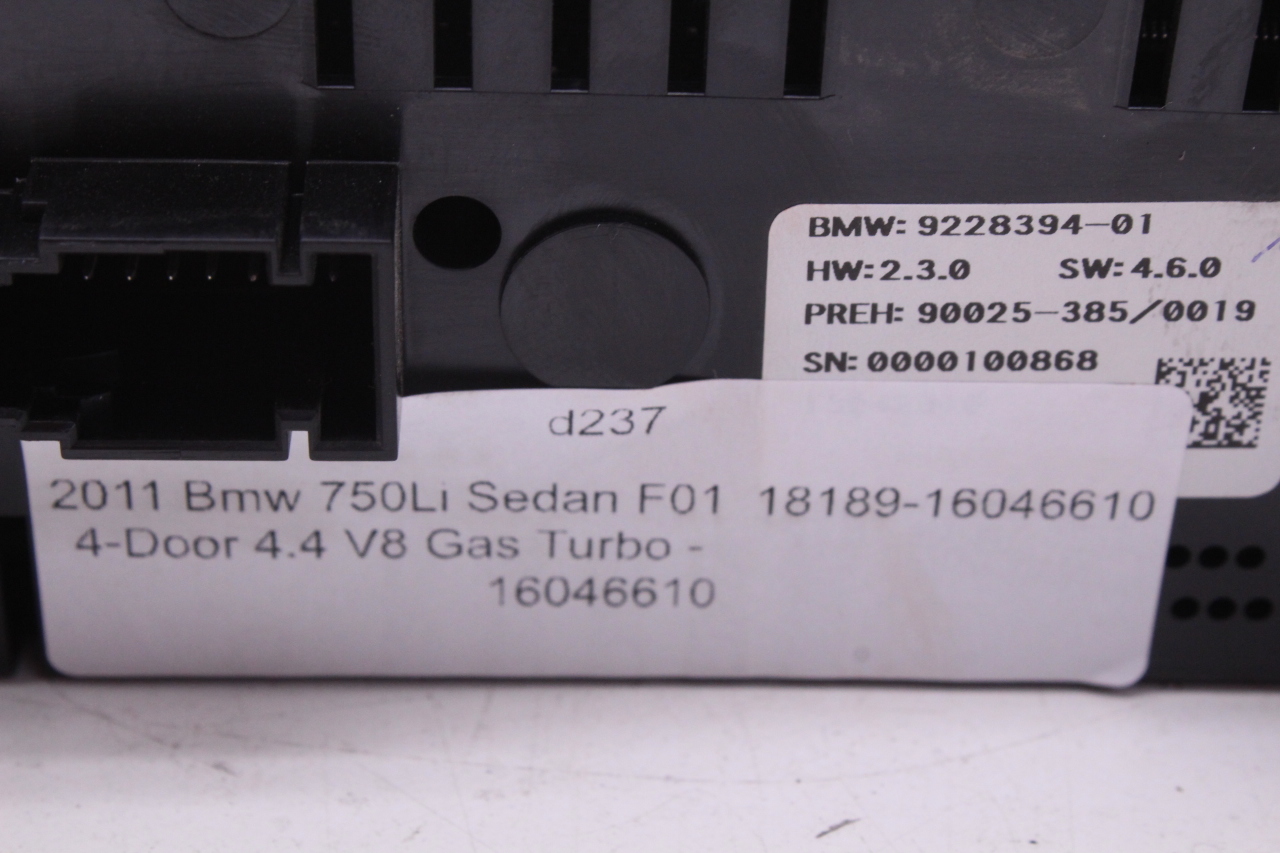 BMW: 9228394-01
HW: 2.3.0 SW: 4.6.0
PREH: 90025-385/0019
SN: 0000100868
d237
2011 Bmw 750Li Sedan F01 18189-16046610
4-Door 4.4 V8 Gas Turbo -
16046610